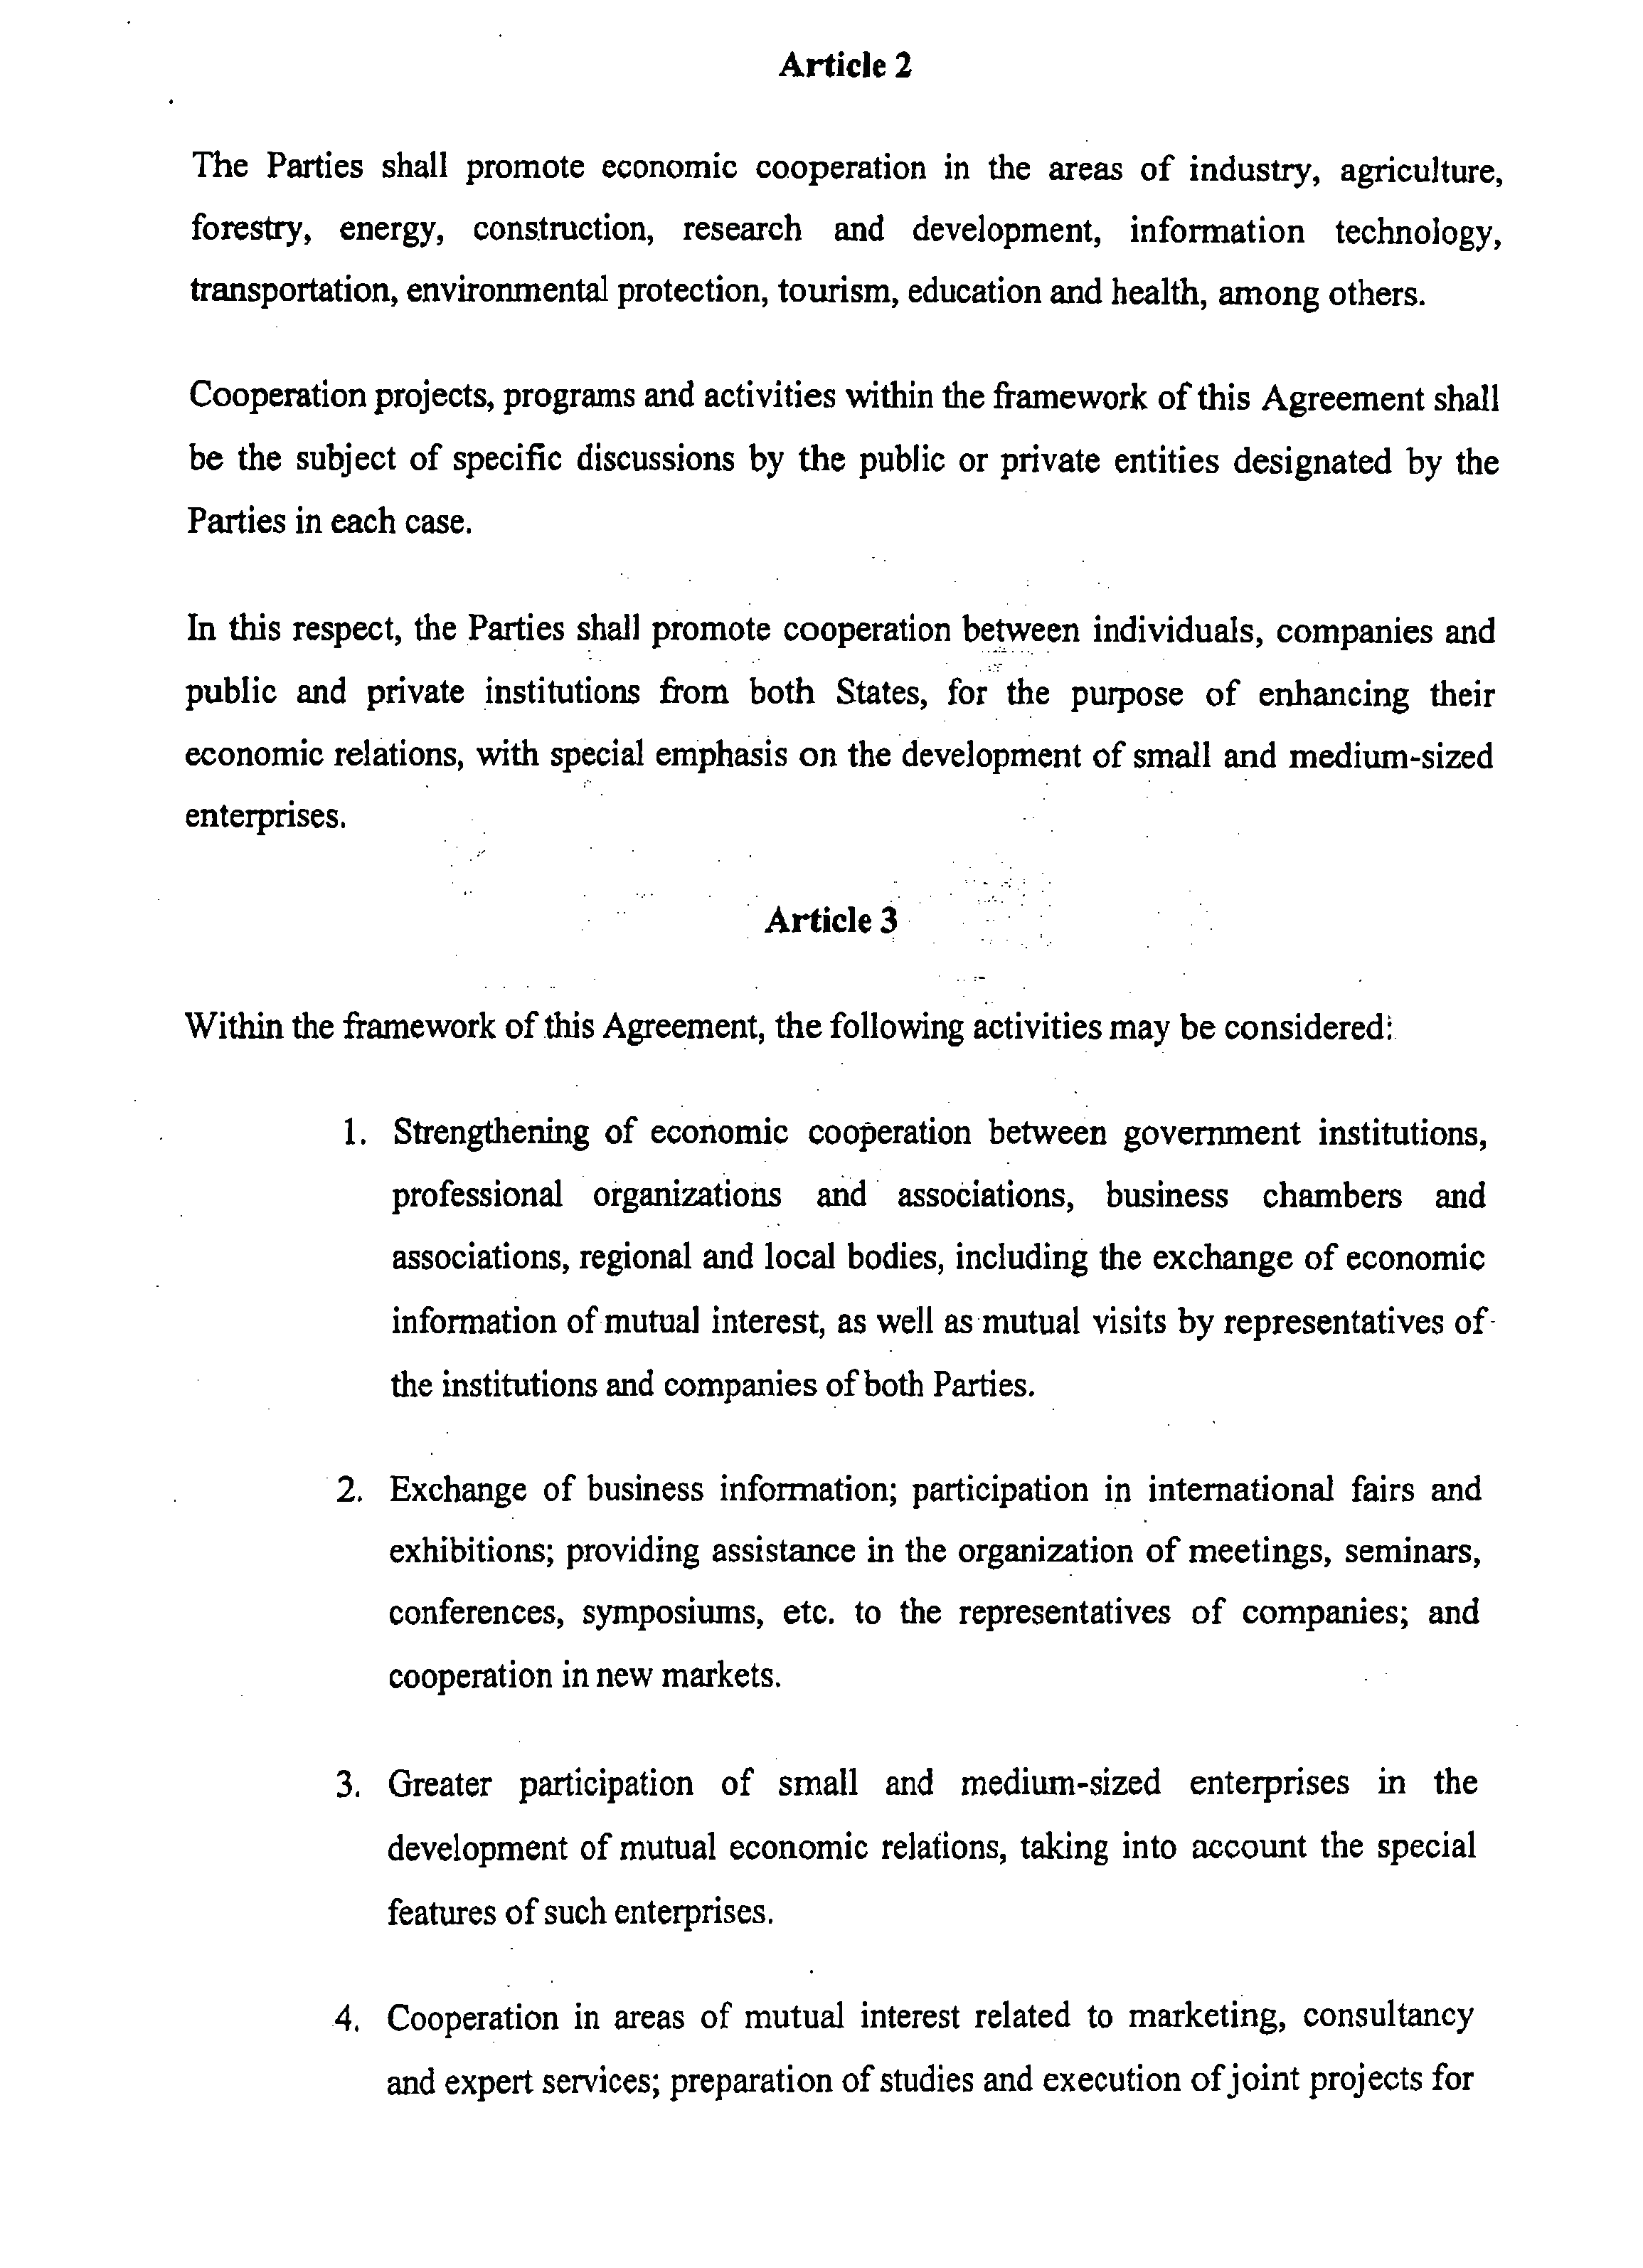 Article 2
The Parties shall promote economic cooperation in the areas of industry, agriculture,
forestry, energy, construction, research and development, information technology,
transportation, environmental protection, tourism, education and health, among others.
Cooperation projects, programs and activities within the framework of this Agreement shall
be the subject of specific discussions by the public or private entities designated by the
Parties in each case.
In this respect, the Parties shall promote cooperation between individuals, companies and
public and private institutions from both States, for the purpose of enhancing their
economic relations, with special emphasis on the development of small and medium-sized
enterprises.
Article 3
Within the framework of this Agreement, the following activities may be considered:
1. Strengthening of economic cooperation between government institutions,
professional organizations and associations, business chambers and
associations, regional and local bodies, including the exchange of economic
information of mutual interest, as well as mutual visits by representatives of
the institutions and companies of both Parties.
2. Exchange of business information; participation in international fairs and
exhibitions; providing assistance in the organization of meetings, seminars,
conferences, symposiums, etc. to the representatives of companies; and
cooperation in new markets.
3. Greater participation of small and medium-sized enterprises in the
development of mutual economic relations, taking into account the special
features of such enterprises.
4. Cooperation in areas of mutual interest related to marketing, consultancy
and expert services; preparation of studies and execution of joint projects for